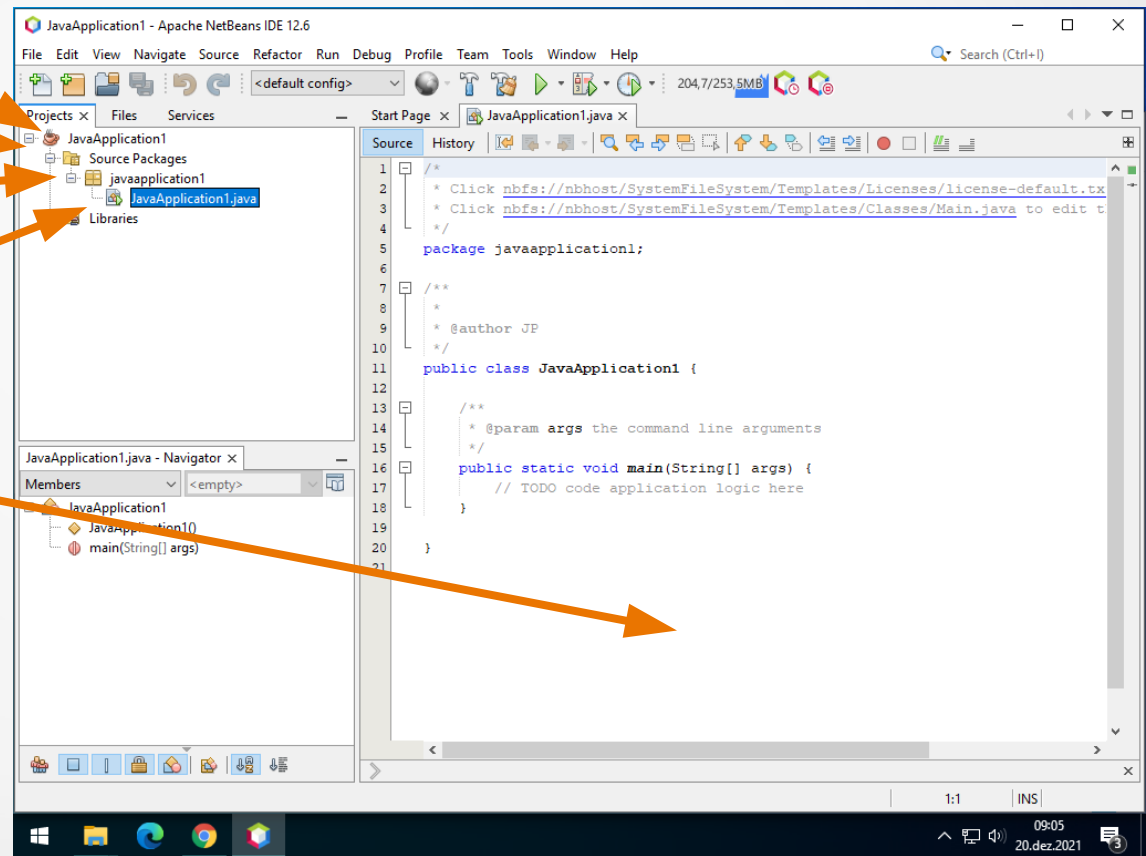 JavaApplication1 - Apache NetBeans IDE 12.6
File Edit View Navigate Source Refactor Run Debug Profile Team Tools Window Help
Search (Ctrl+I)
<default config>
204,7/253,5MB
Projects Files Services
JavaApplication1
Source Packages
javaapplication1
JavaApplication1.java
Libraries
JavaApplication1.java - Navigator
Members <empty>
JavaApplication1
JavaApplication1()
main(String[] args)
Start Page JavaApplication1.java
Source History
1 /*
2 * Click nbfs://nbhost/SystemFileSystem/Templates/Licenses/license-default.tx
3 * Click nbfs://nbhost/SystemFileSystem/Templates/Classes/Main.java to edit t
4 */
5 package javaapplication1;
6
7 /**
8 *
9 * @author JP
10 */
11 public class JavaApplication1 {
12
13 /**
14 * @param args the command line arguments
15 */
16 public static void main(String[] args) {
17 // TODO code application logic here
18 }
19
20 }
21
1:1 INS
09:05
20.dez.2021
3